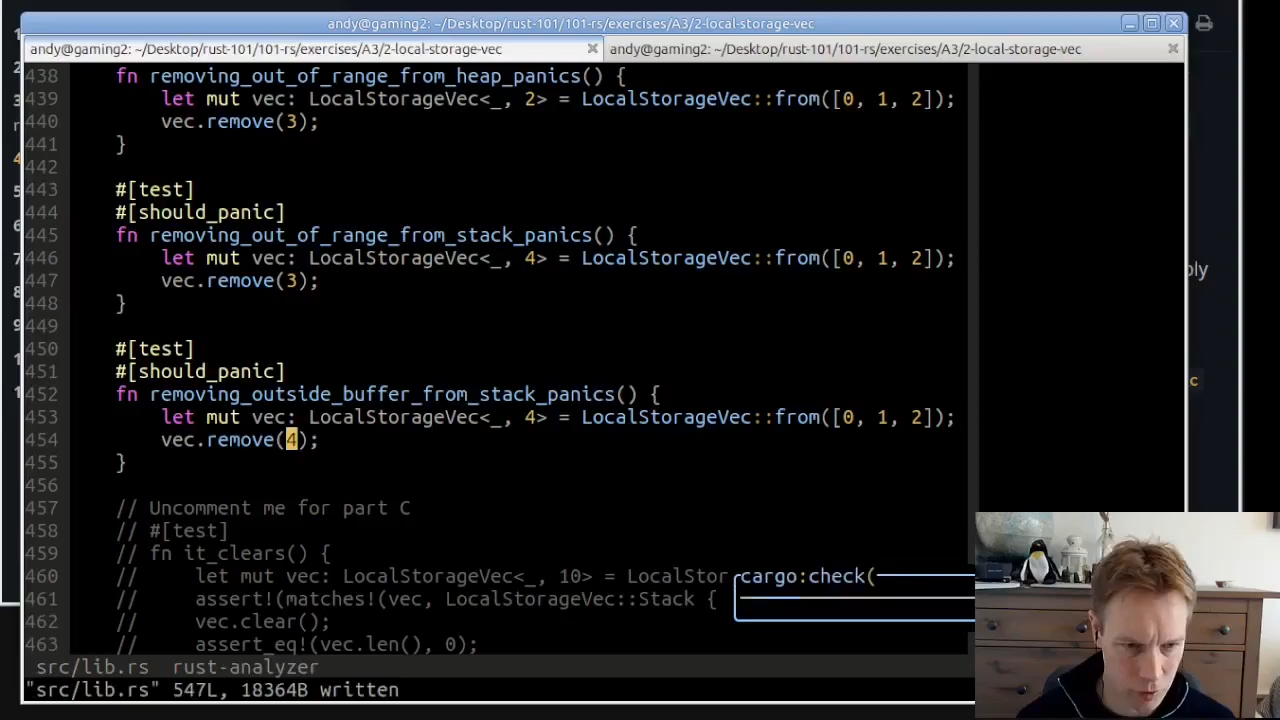 andy@gaming2: ~/Desktop/rust-101/101-rs/exercises/A3/2-local-storage-vec
andy@gaming2: ~/Desktop/rust-101/101-rs/exercises/A3/2-local-storage-vec
andy@gaming2: ~/Desktop/rust-101/101-rs/exercises/A3/2-local-storage-vec
438 fn removing_out_of_range_from_heap_panics() {
439 let mut vec: LocalStorageVec<_, 2> = LocalStorageVec::from([0, 1, 2]);
440 vec.remove(3);
441 }
442
443 #[test]
444 #[should_panic]
445 fn removing_out_of_range_from_stack_panics() {
446 let mut vec: LocalStorageVec<_, 4> = LocalStorageVec::from([0, 1, 2]);
447 vec.remove(3);
448 }
449
450 #[test]
451 #[should_panic]
452 fn removing_outside_buffer_from_stack_panics() {
453 let mut vec: LocalStorageVec<_, 4> = LocalStorageVec::from([0, 1, 2]);
454 vec.remove(4);
455 }
456
457 // Uncomment me for part C
458 // #[test]
459 // fn it_clears() {
460 // let mut vec: LocalStorageVec<_, 10> = LocalStor
cargo:check(
461 // assert!(matches!(vec, LocalStorageVec::Stack {
462 // vec.clear();
463 // assert_eq!(vec.len(), 0);
src/lib.rs rust-analyzer
"src/lib.rs" 547L, 18364B written